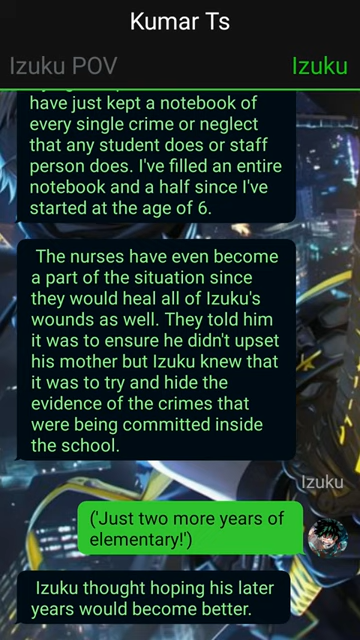 Kumar Ts
Izuku POV
Izuku
have just kept a notebook of
every single crime or neglect
that any student does or staff
person does. I've filled an entire
notebook and a half since I've
started at the age of 6.
The nurses have even become
a part of the situation since
they would heal all of Izuku's
wounds as well. They told him
it was to ensure he didn't upset
his mother but Izuku knew that
it was to try and hide the
evidence of the crimes that
were being committed inside
the school.
Izuku
('Just two more years of
elementary!')
Izuku thought hoping his later
years would become better.